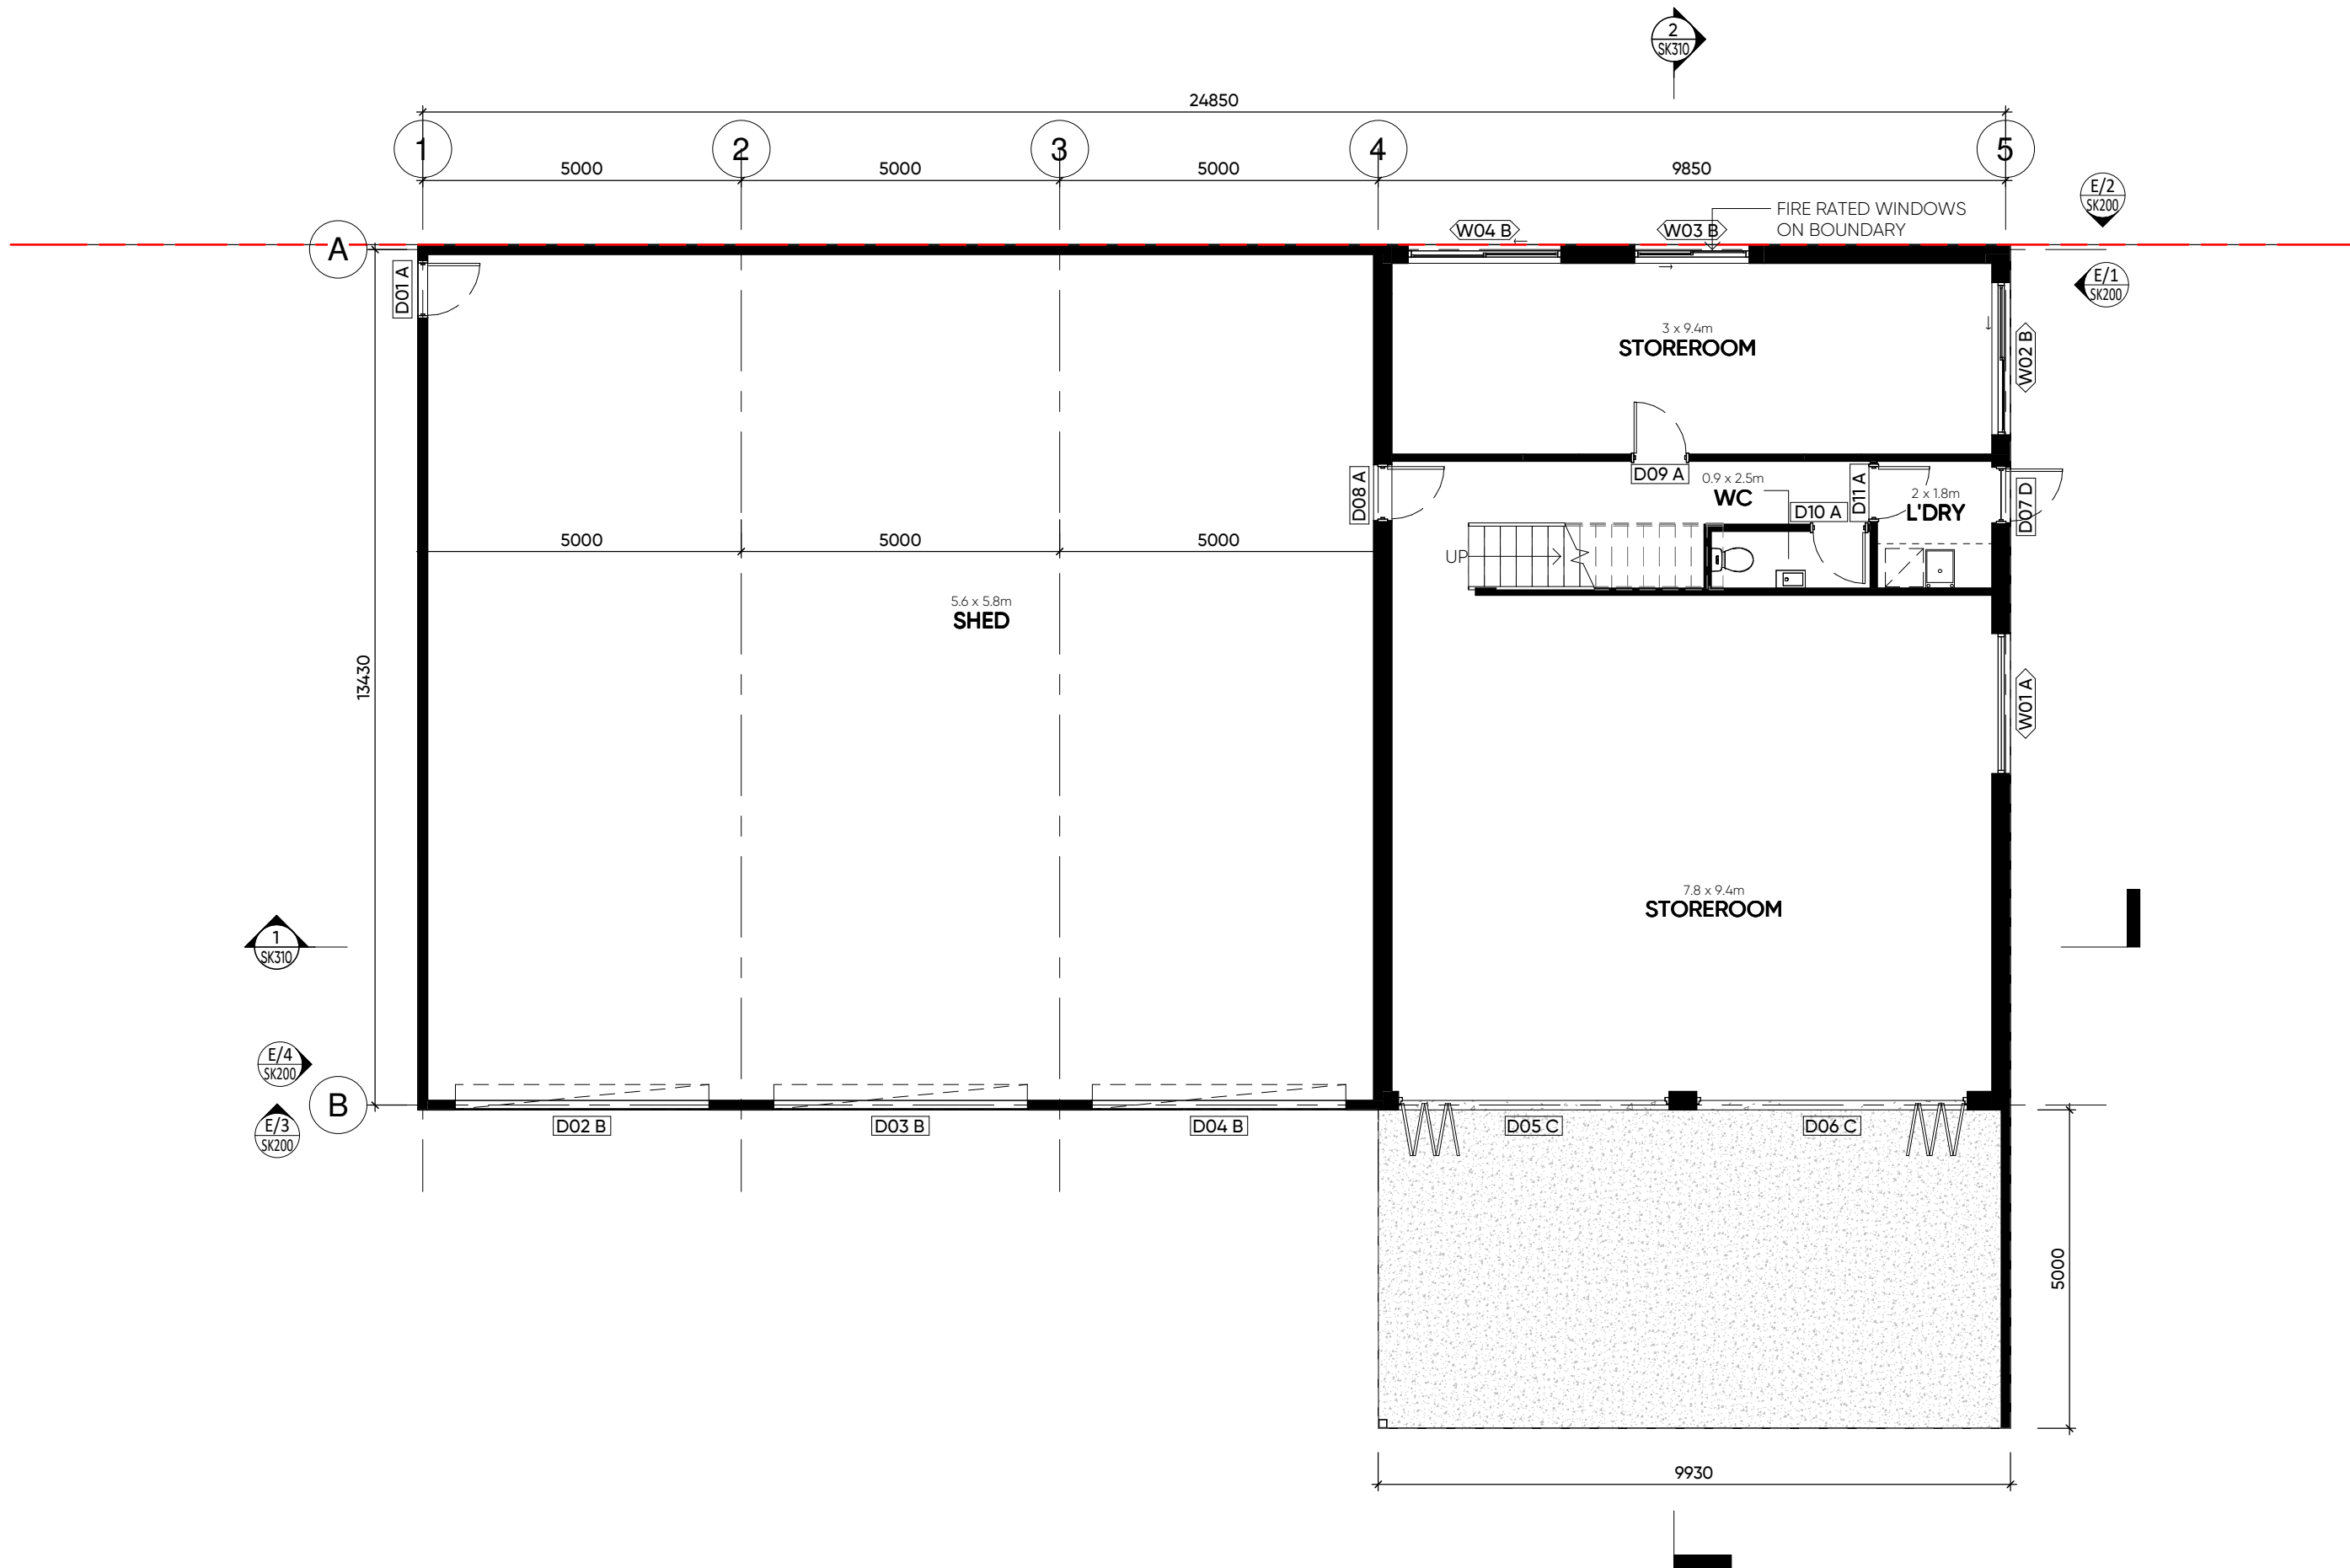 2
SK310
24850
1
2
3
4
5
5000
5000
5000
9850
E/2
SK200
FIRE RATED WINDOWS
ON BOUNDARY
W04 B
W03 B
A
D01 A
E/1
SK200
3 x 9.4m
STOREROOM
W02 B
D08 A
D09 A
0.9 x 2.5m
WC
D10 A
D11 A
2 x 1.8m
L'DRY
D07 D
5000
5000
5000
UP
5.6 x 5.8m
SHED
13430
W01 A
7.8 x 9.4m
STOREROOM
1
SK310
E/4
SK200
B
E/3
SK200
D02 B
D03 B
D04 B
D05 C
D06 C
5000
9930